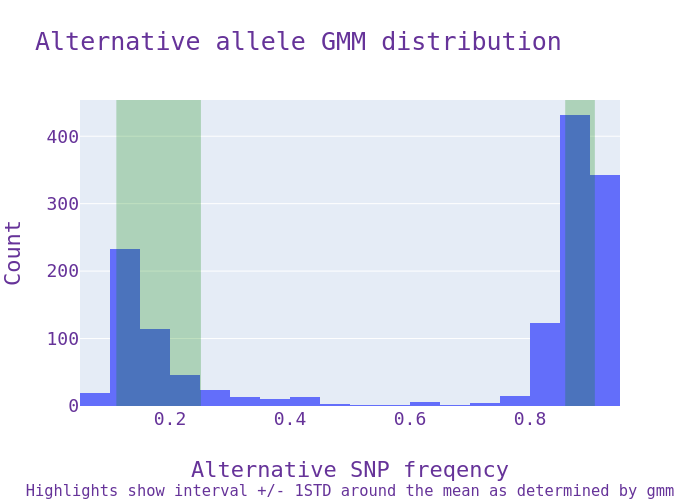 Alternative allele GMM distribution
Count
400
300
200
100
0
0.2 0.4 0.6 0.8
Alternative SNP freqency
Highlights show interval +/- 1STD around the mean as determined by gmm